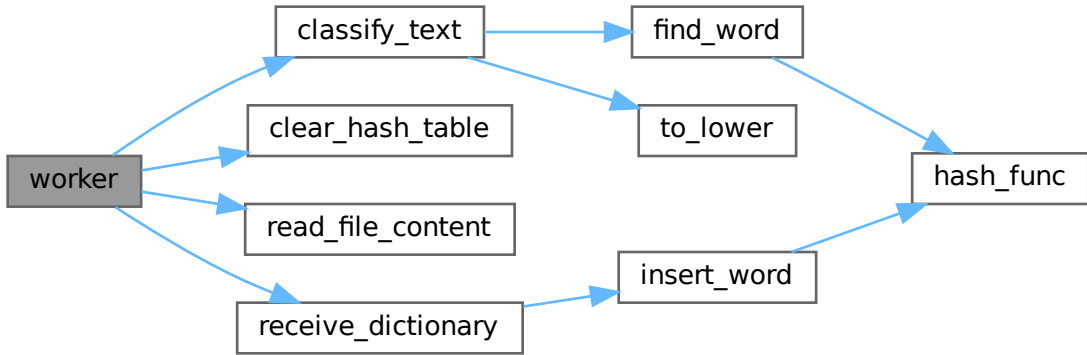 worker
classify_text
clear_hash_table
read_file_content
receive_dictionary
find_word
to_lower
insert_word
hash_func